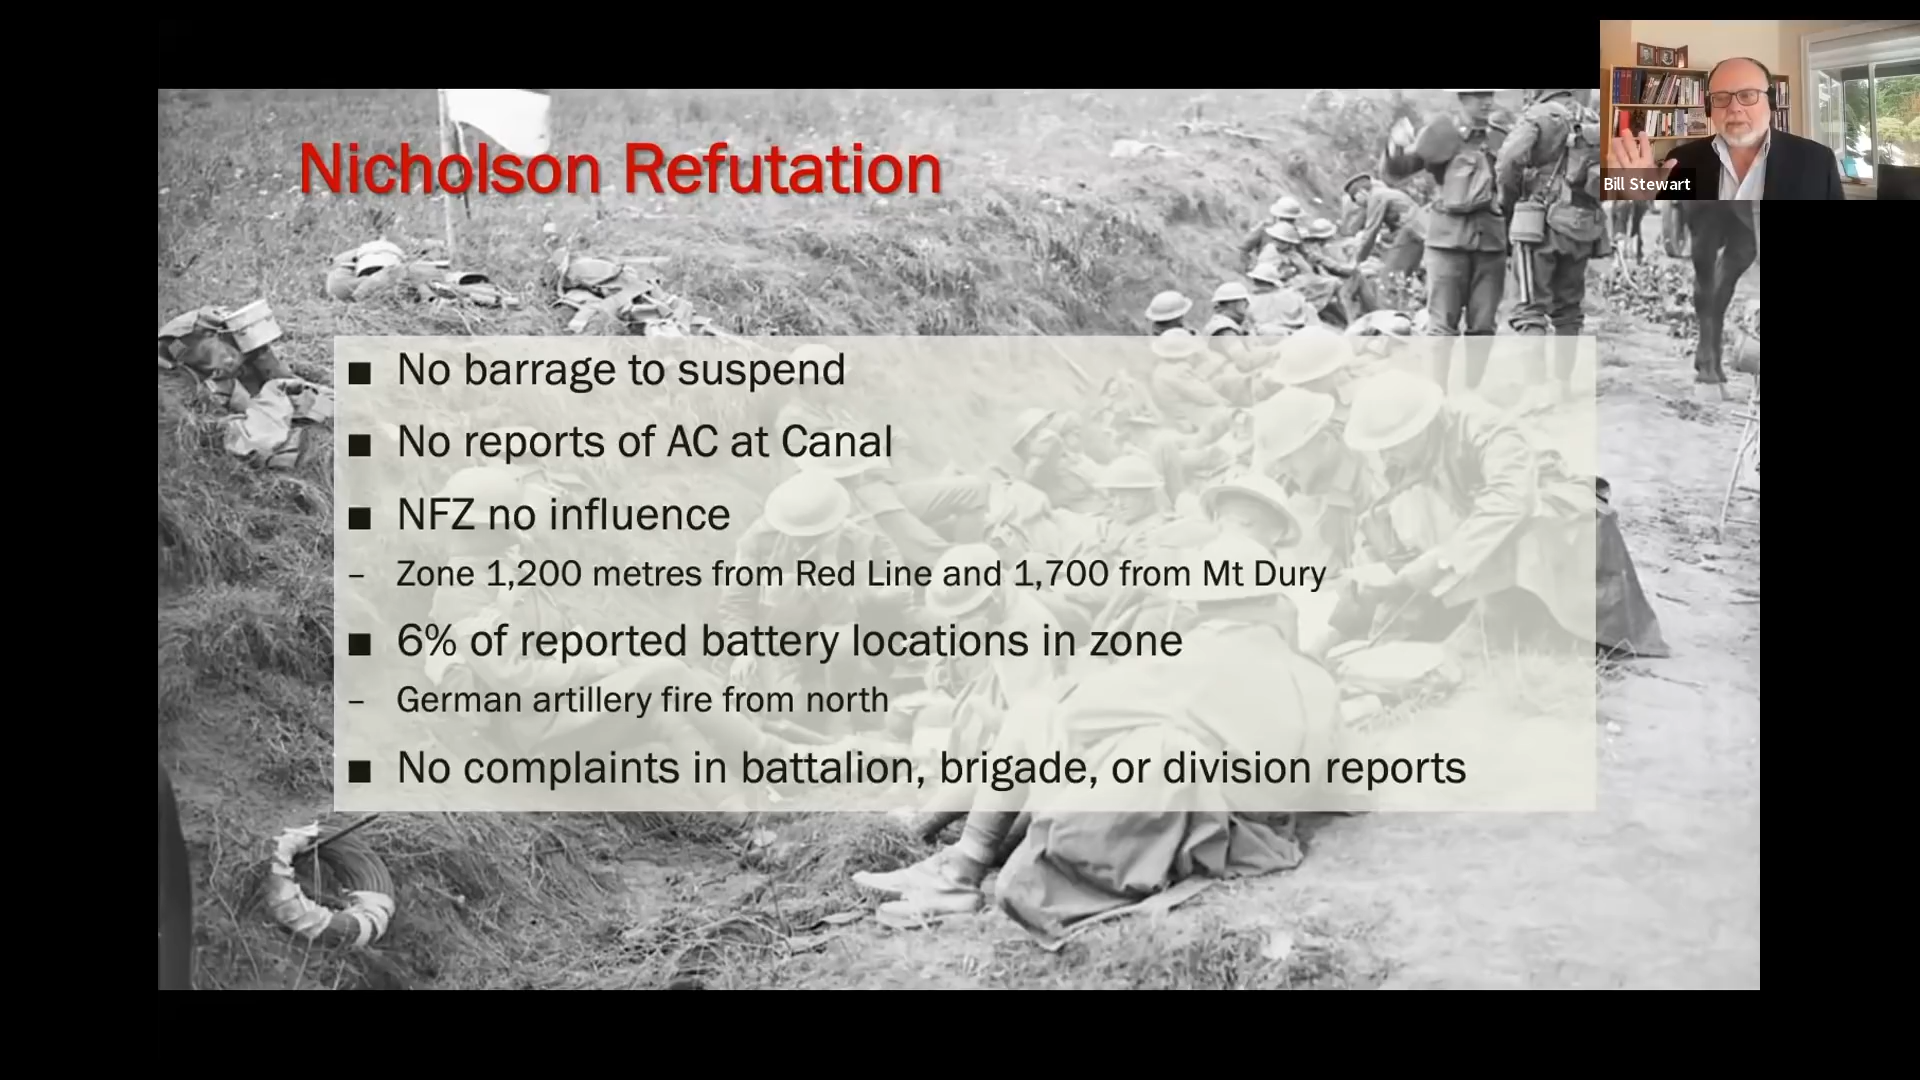 Nicholson Refutation
Bill Stewart
■ No barrage to suspend
■ No reports of AC at Canal
■ NFZ no influence
– Zone 1,200 metres from Red Line and 1,700 from Mt Dury
■ 6% of reported battery locations in zone
– German artillery fire from north
■ No complaints in battalion, brigade, or division reports